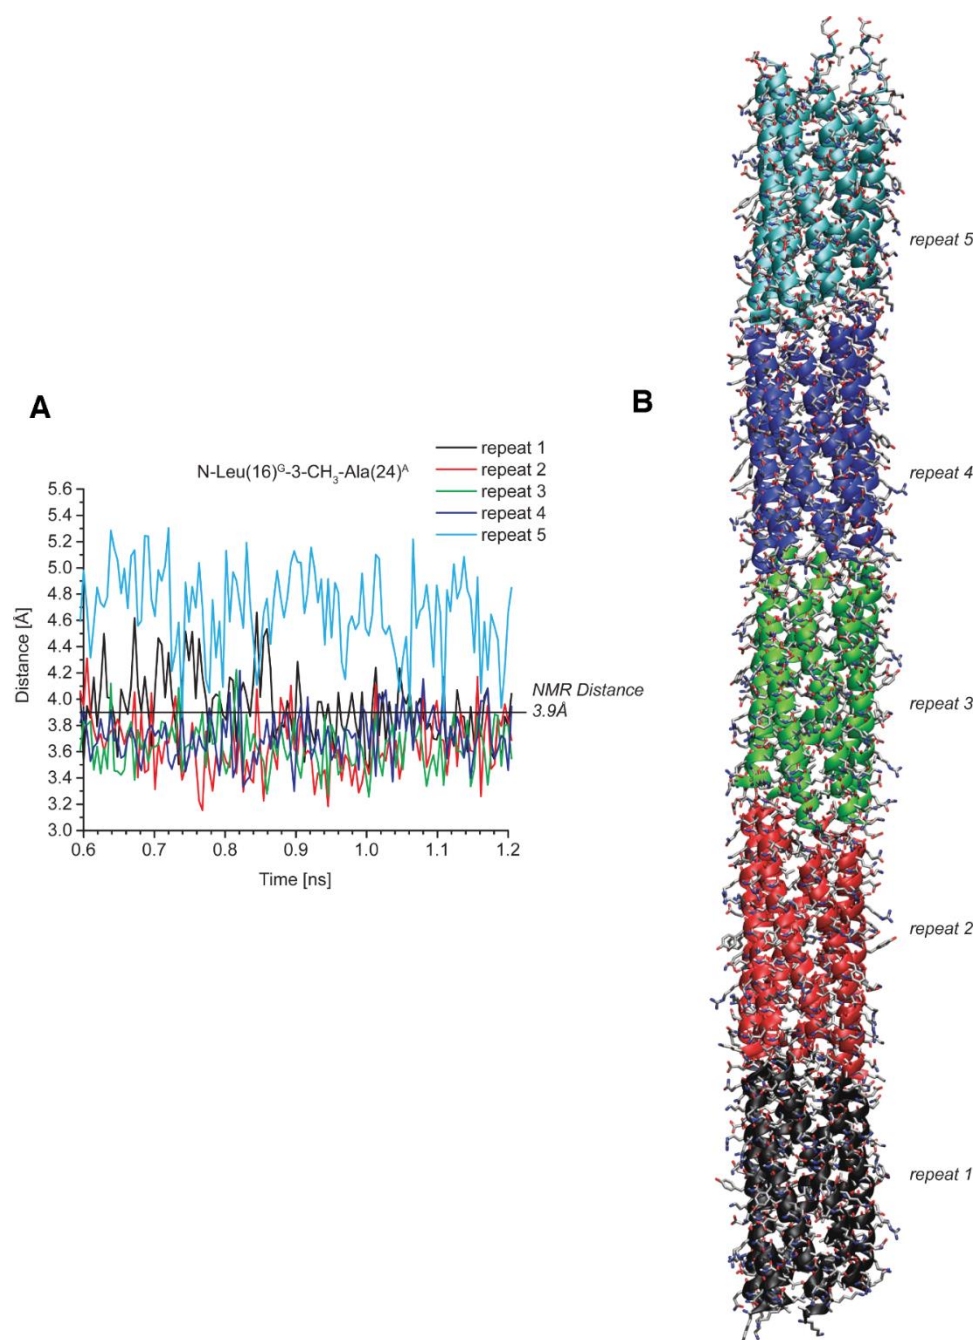 A
N-Leu(16)ᴳ-3-CH₃-Ala(24)ᴬ
repeat 1
repeat 2
repeat 3
repeat 4
repeat 5
5.6
5.4
5.2
5.0
4.8
4.6
4.4
4.2
4.0
3.8
3.6
3.4
3.2
3.0
Distance [Å]
NMR Distance
3.9Å
0.6 0.7 0.8 0.9 1.0 1.1 1.2
Time [ns]
B
repeat 5
repeat 4
repeat 3
repeat 2
repeat 1